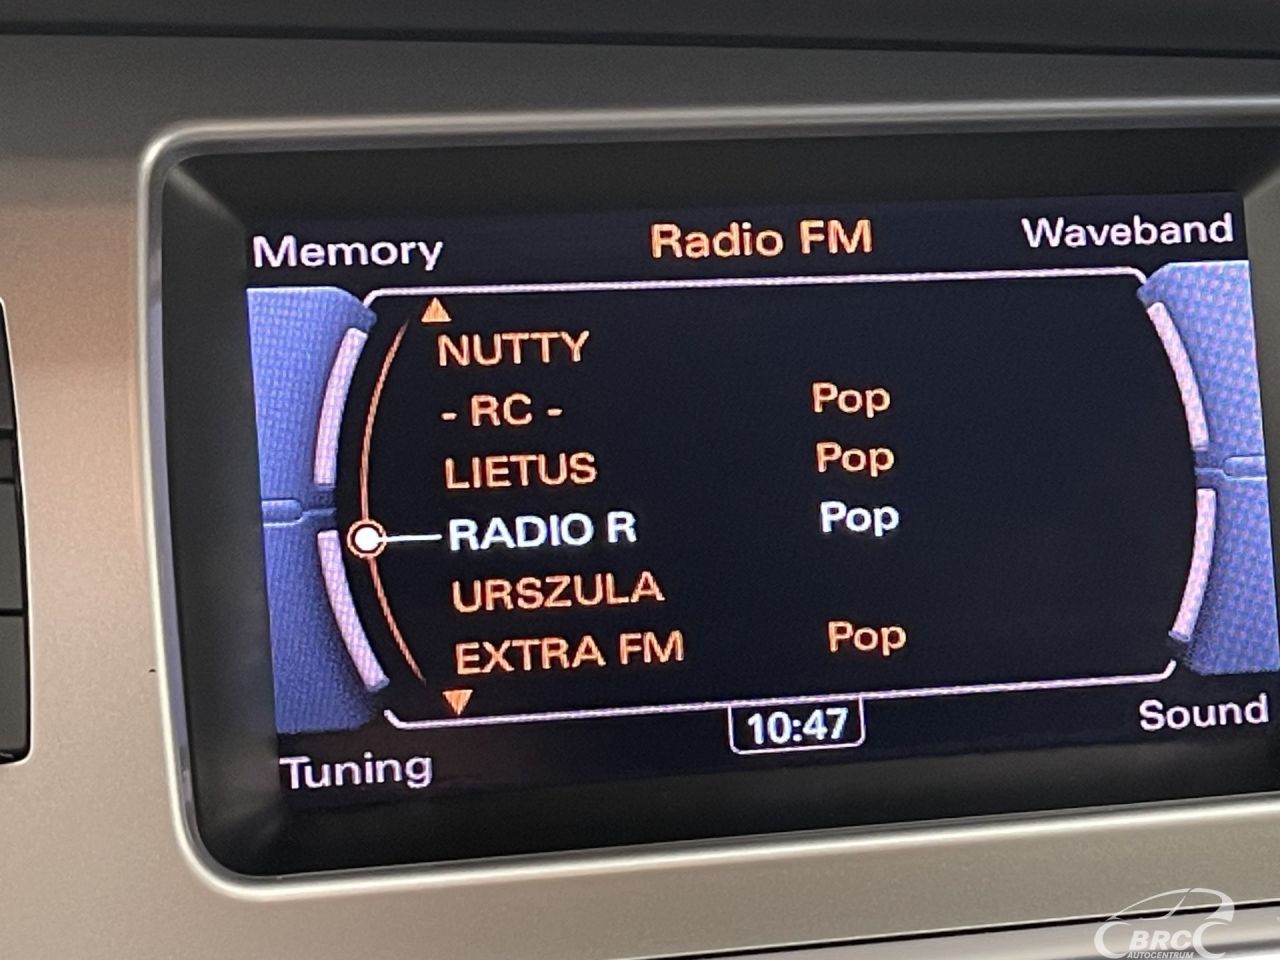 Memory Radio FM Waveband
NUTTY
- RC - Pop
LIETUS Pop
RADIO R Pop
URSZULA
EXTRA FM Pop
10:47
Tuning Sound
BRC
AUTOCENTRUM